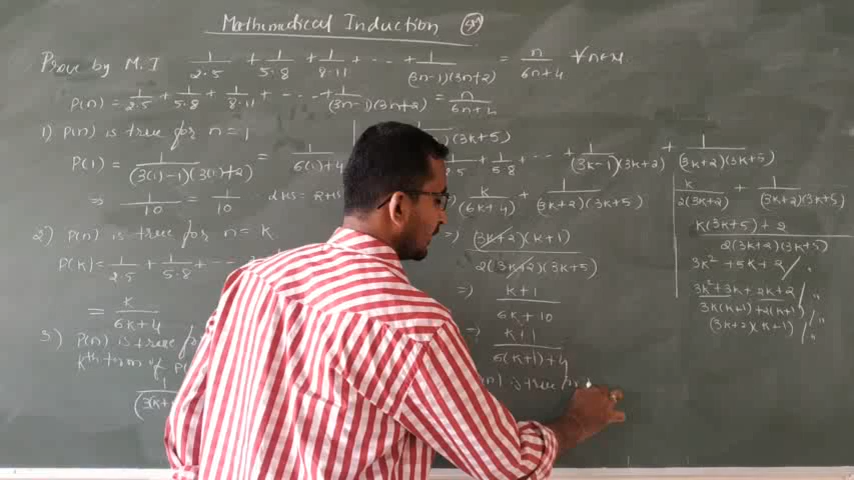 Mathematical Induction
Prove by M.I 1/2·5 + 1/5·8 + 1/8·11 + - - + 1/(3n-1)(3n+2) = n/6n+4 ∀n∈N.
P(n) = 1/2·5 + 1/5·8 + 1/8·11 + - - - + 1/(3n-1)(3n+2) = n/6n+4
1) P(n) is true for n=1
P(1) = 1/(3(1)-1)(3(1)+2) = 1/6(1)+4
⇒ 1/10 = 1/10
2) P(n) is true for n=k.
P(k) = 1/2·5 + 1/5·8 + - - -
= k/6k+4
3) P(n) is true for
kth term of P(
1/(3(k+
(3k+5)
+ 1/5·8 + - - + 1/(3k-1)(3k+2) + 1/(3k+2)(3k+5)
k/(6k+4) + 1/(3k+2)(3k+5)
⇒ (3k+2)(k+1)/2(3k+2)(3k+5)
⇒ k+1/6k+10
⇒ k+1/6(k+1)+4
is true for
k/2(3k+2) + 1/(3k+2)(3k+5)
k(3k+5)+2/2(3k+2)(3k+5)
3k²+5k+2/"
3k²+3k+2k+2/"
3k(k+1)+2(k+1)/"
(3k+2)(k+1)/"